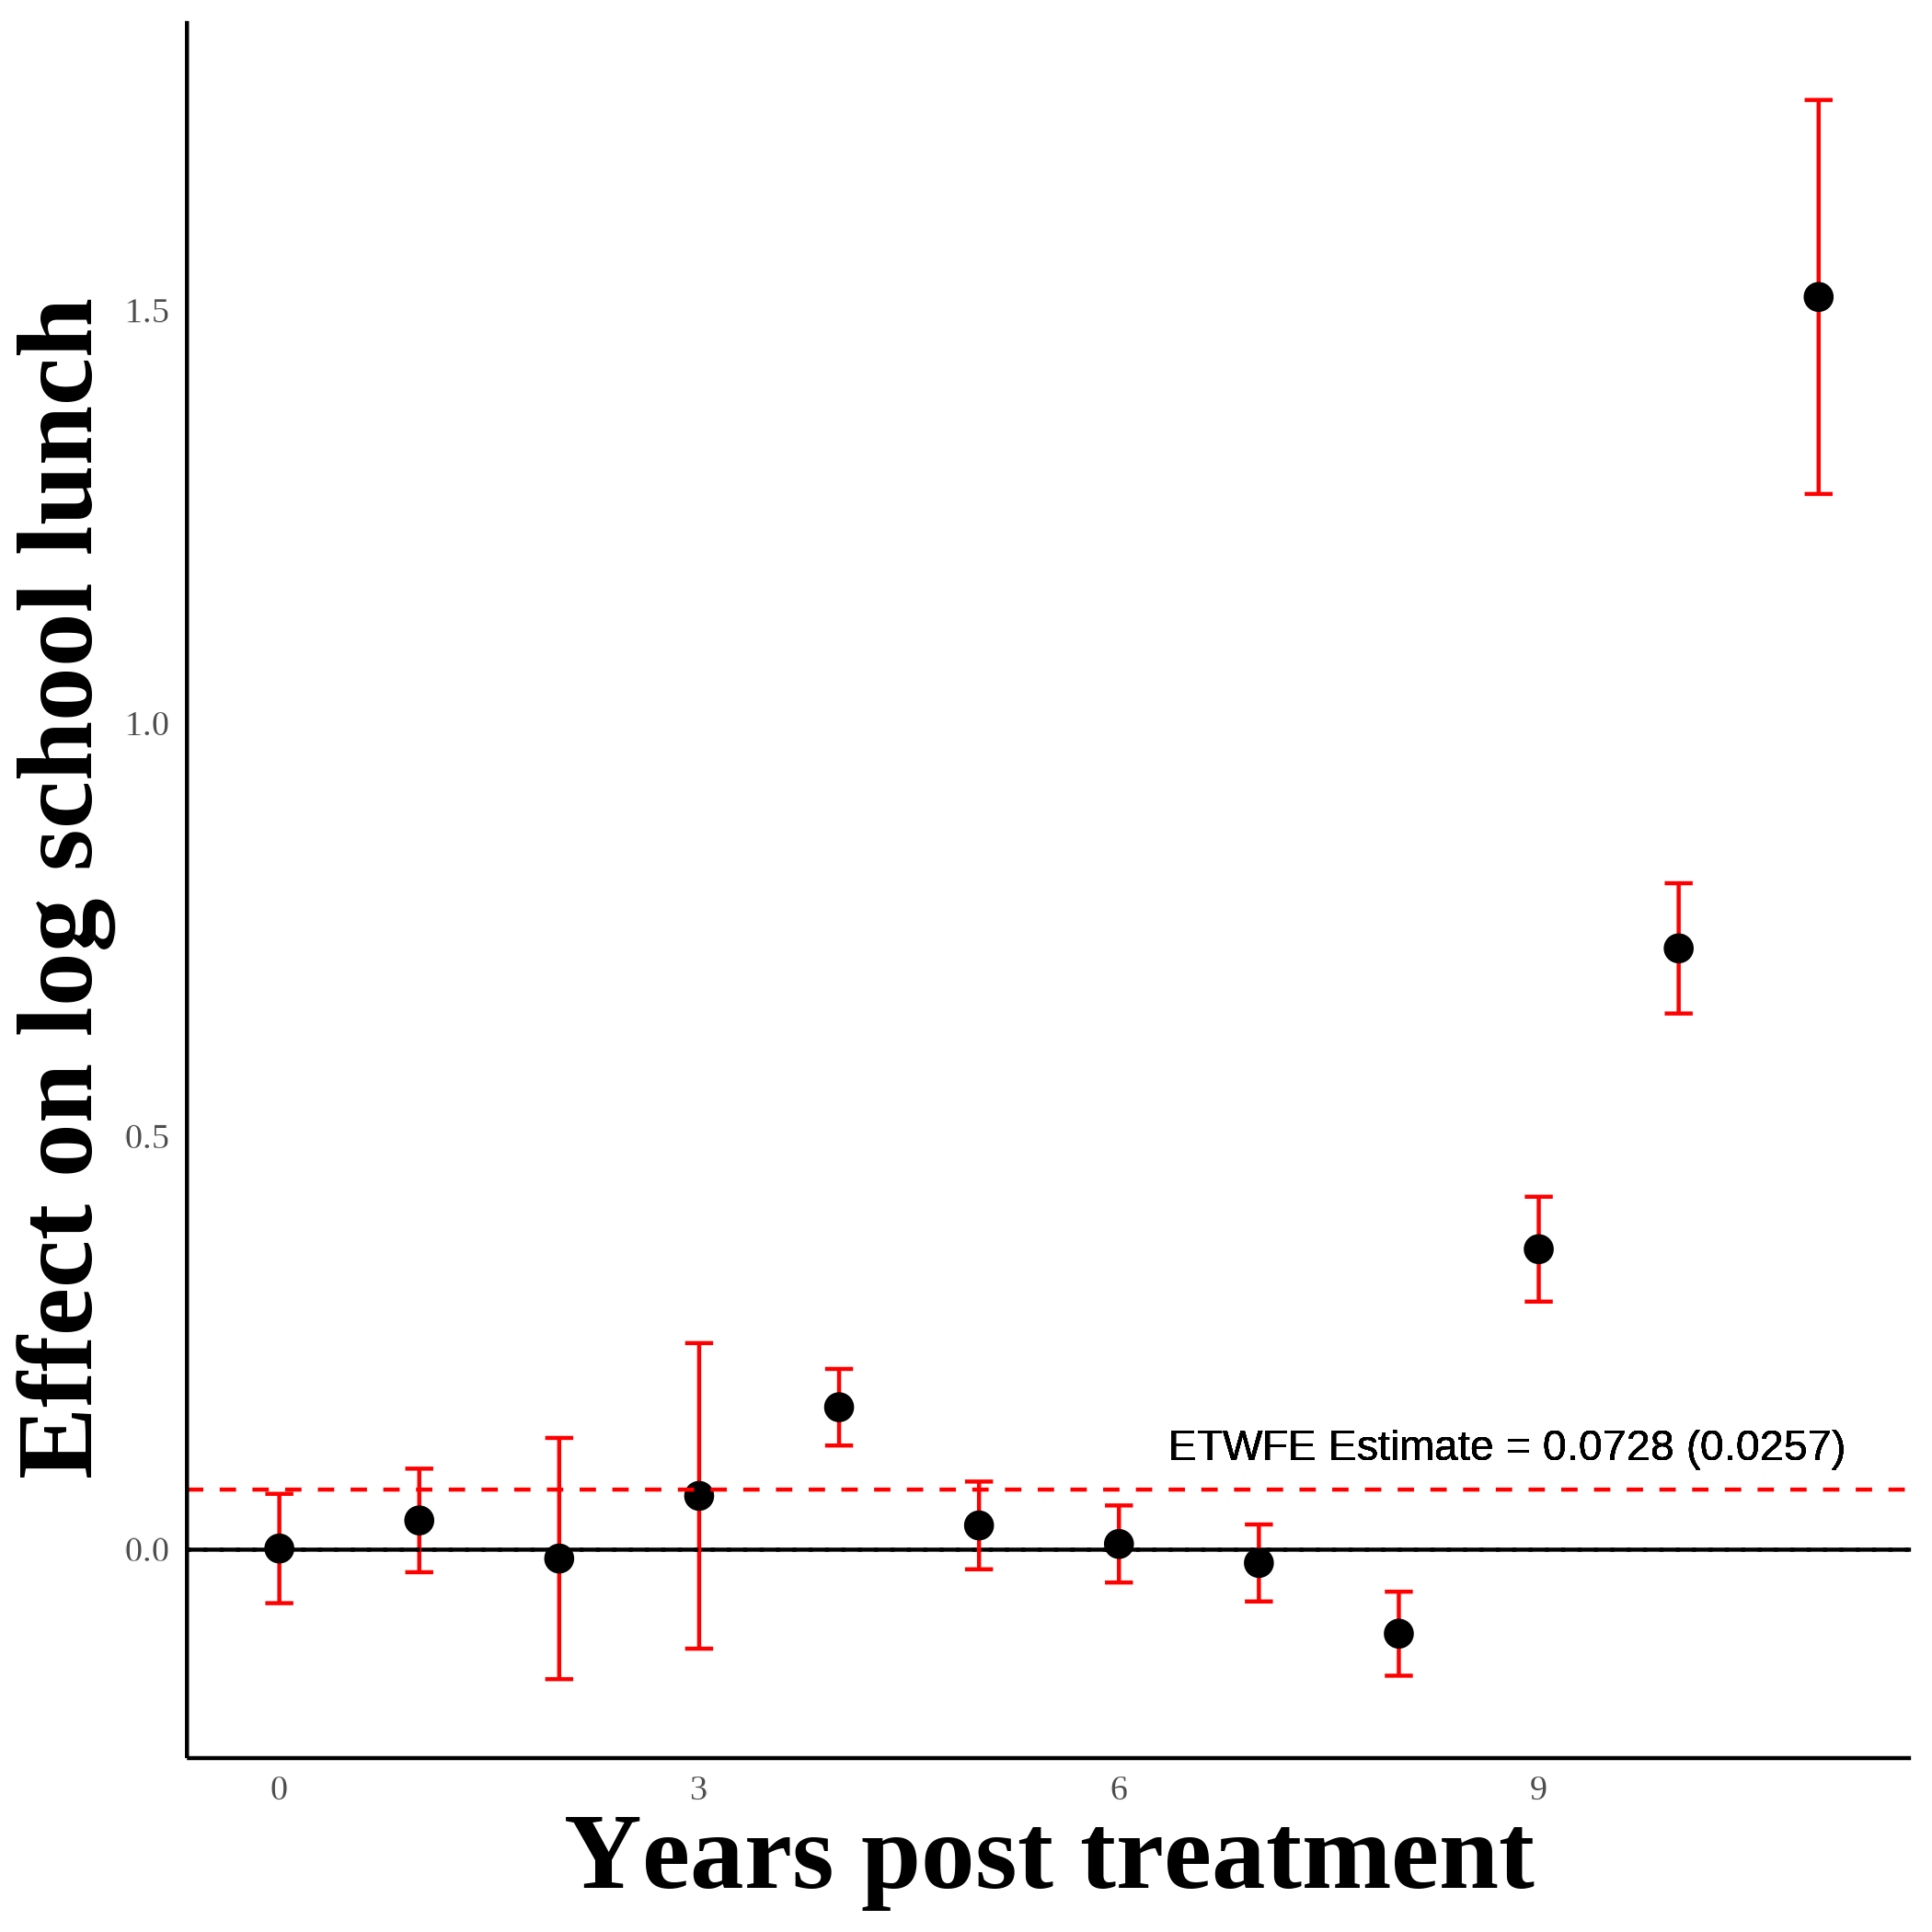 Effect on log school lunch
1.5
1.0
0.5
0.0
ETWFE Estimate = 0.0728 (0.0257)
0 3 6 9
Years post treatment